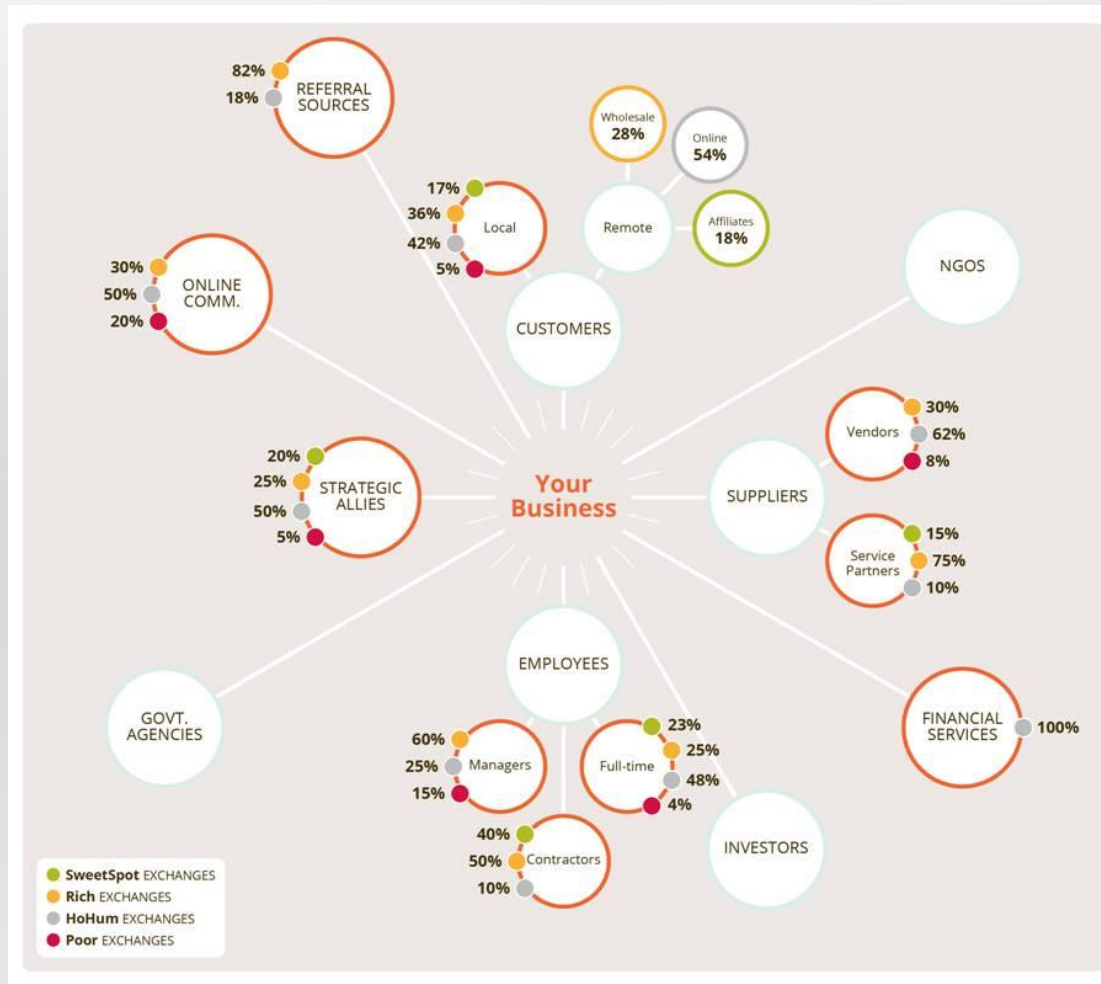 82%
18%
REFERRAL
SOURCES
Wholesale
28%
Online
54%
Affiliates
18%
Remote
17%
36%
42%
5%
Local
CUSTOMERS
NGOS
30%
50%
20%
ONLINE
COMM.
Vendors
30%
62%
8%
SUPPLIERS
Service
Partners
15%
75%
10%
20%
25%
50%
5%
STRATEGIC
ALLIES
Your
Business
EMPLOYEES
60%
25%
15%
Managers
Full-time
23%
25%
48%
4%
40%
50%
10%
Contractors
GOVT.
AGENCIES
FINANCIAL
SERVICES
100%
INVESTORS
SweetSpot EXCHANGES
Rich EXCHANGES
HoHum EXCHANGES
Poor EXCHANGES